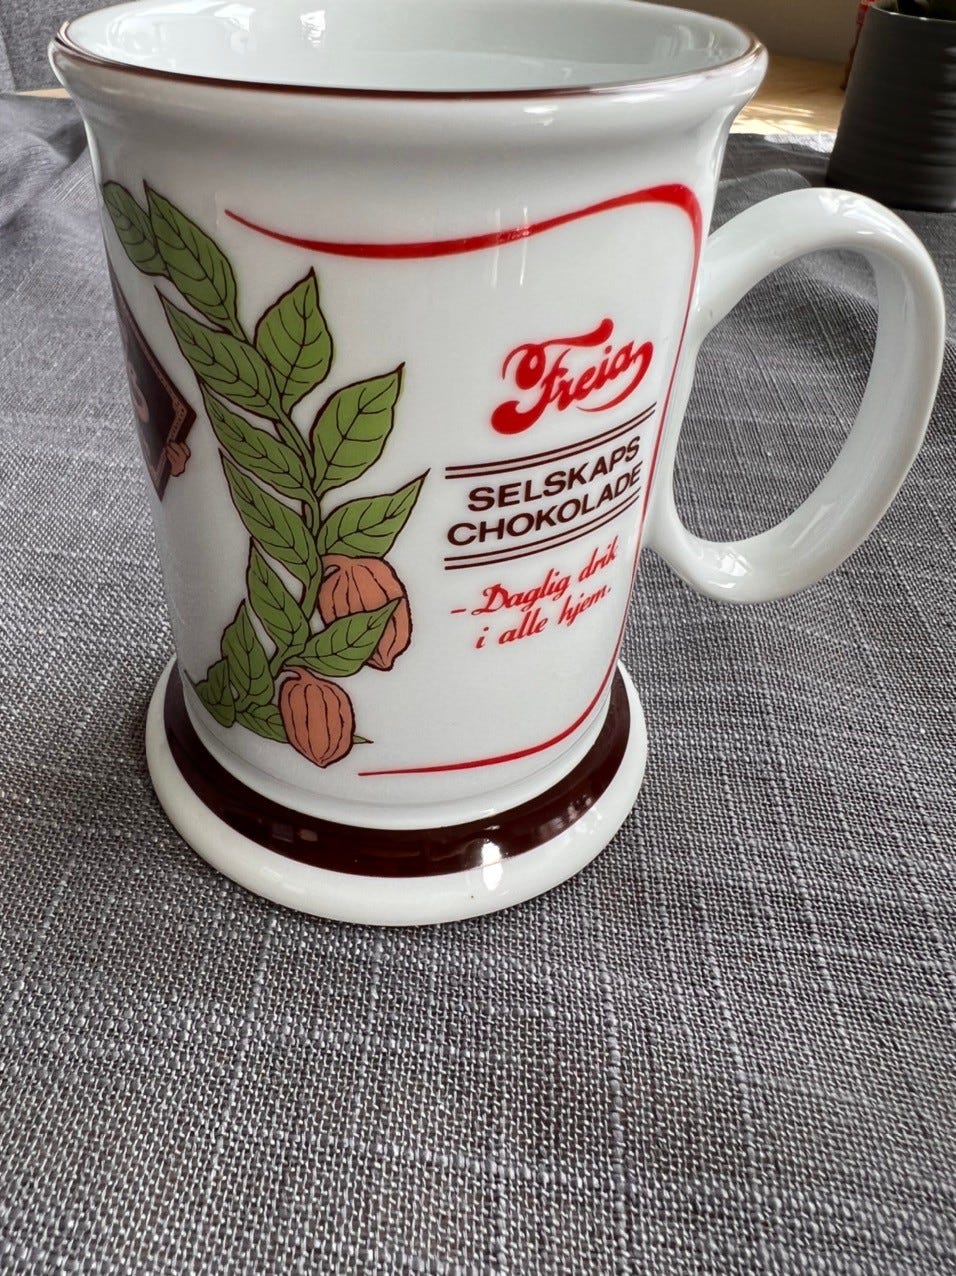 Freia
SELSKAPS
CHOKOLADE
- Daglig drik
i alle hjem.